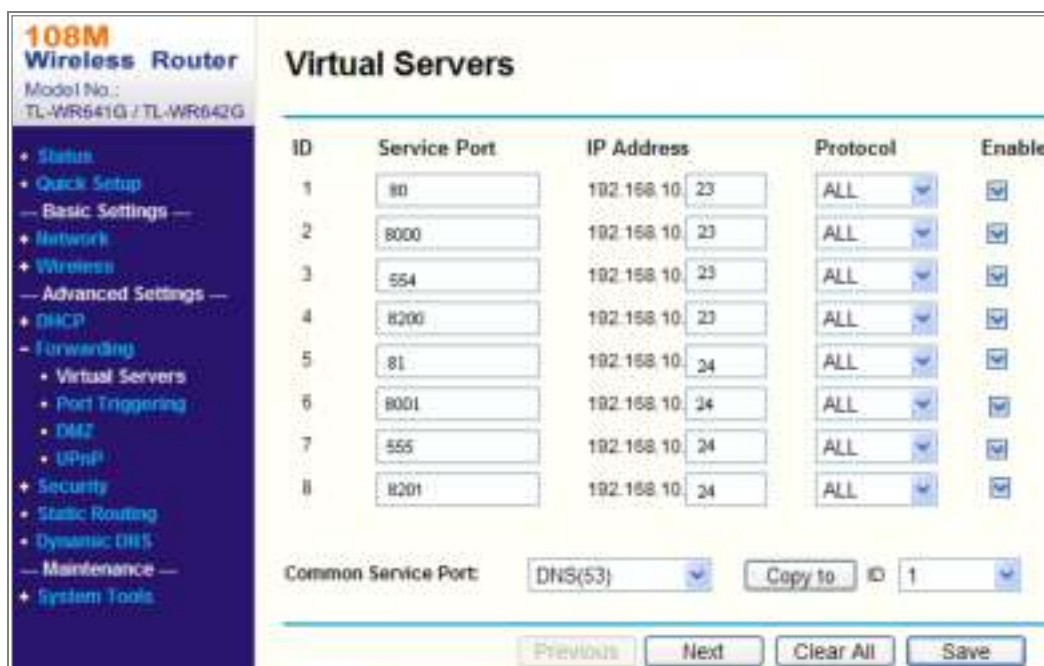 108M
Wireless Router
Model No.:
TL-WR641G / TL-WR642G
• Status
• Quick Setup
--- Basic Settings ---
+ Network
+ Wireless
--- Advanced Settings ---
+ DHCP
- Forwarding
• Virtual Servers
• Port Triggering
• DMZ
• UPnP
+ Security
• Static Routing
• Dynamic DNS
--- Maintenance ---
+ System Tools
Virtual Servers
ID Service Port IP Address Protocol Enable
1 80 192.168.10. 23 ALL
2 8000 192.168.10. 23 ALL
3 554 192.168.10. 23 ALL
4 8200 192.168.10. 23 ALL
5 81 192.168.10. 24 ALL
6 8001 192.168.10. 24 ALL
7 555 192.168.10. 24 ALL
8 8201 192.168.10. 24 ALL
Common Service Port: DNS(53) Copy to ID 1
Previous Next Clear All Save